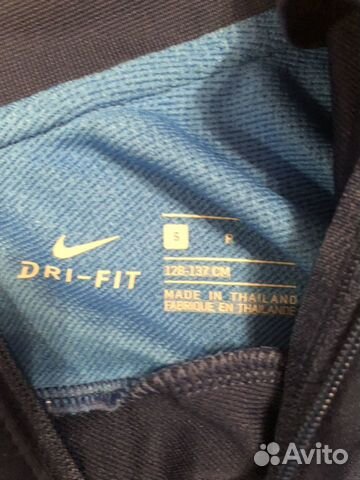 S
128-137 CM
DRI-FIT
MADE IN THAILAND
FABRIQUE EN THAILANDE
Avito